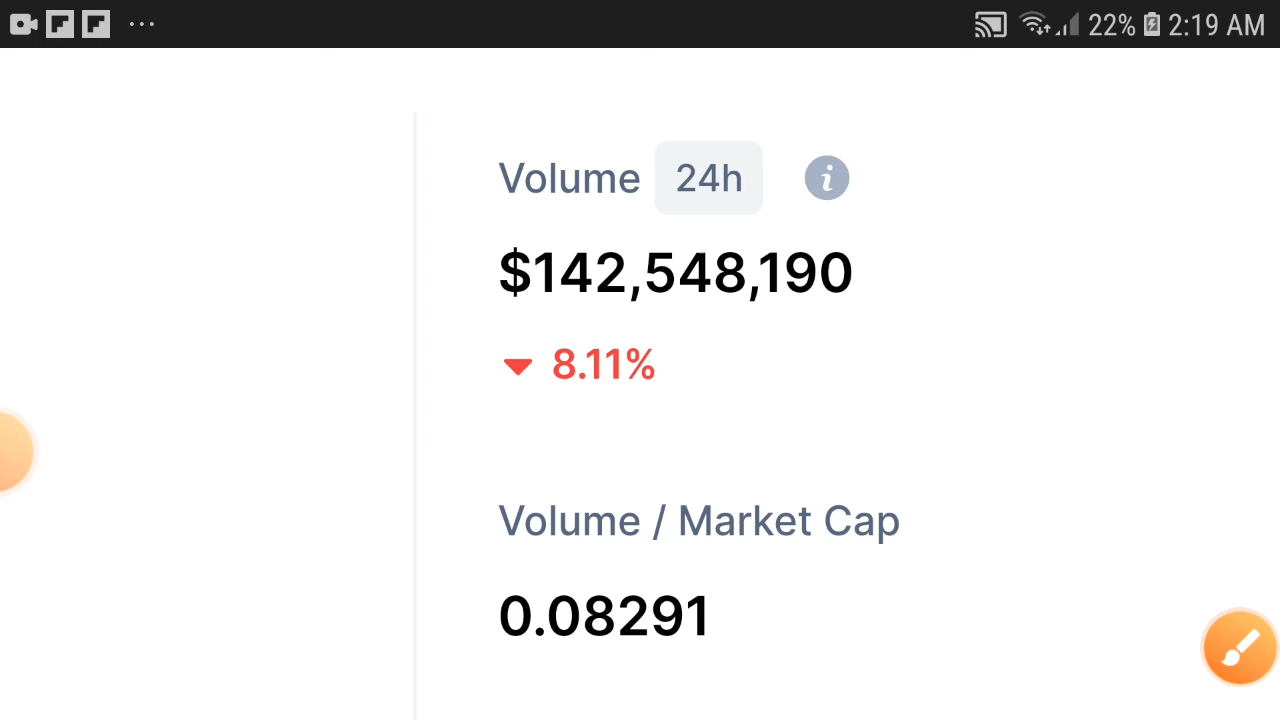 22% 2:19 AM
Volume 24h i
$142,548,190
8.11%
Volume / Market Cap
0.08291